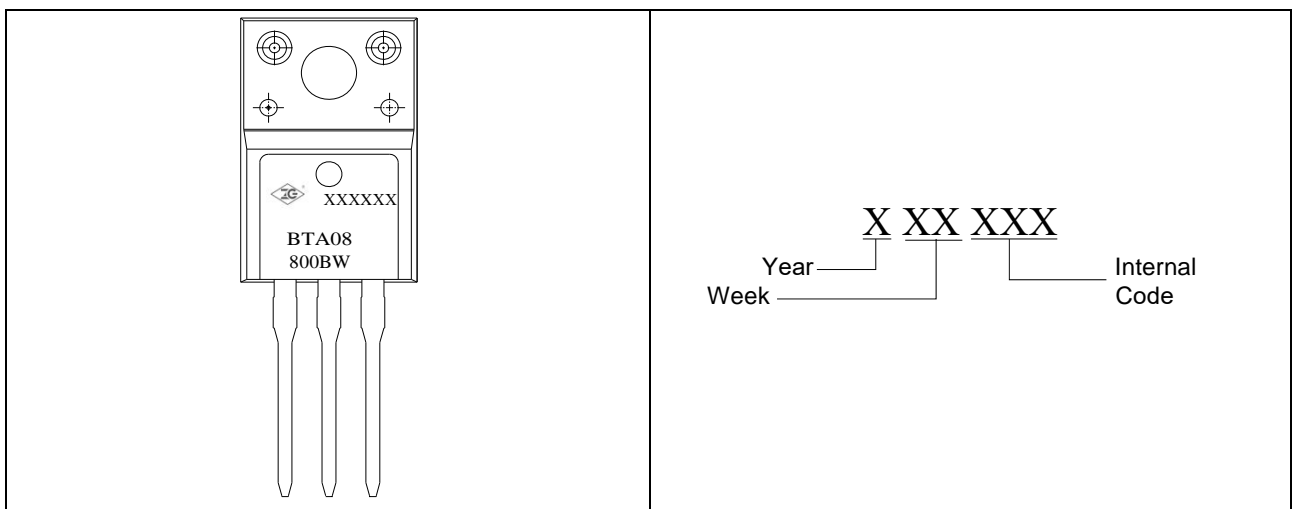 XXXXXX
BTA08
800BW
X XX XXX
Year
Week
Internal
Code